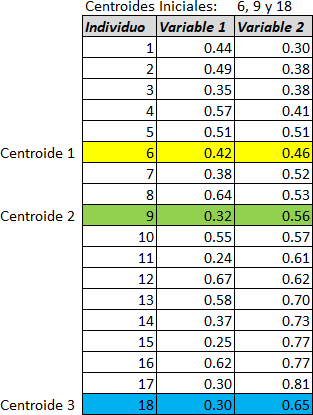 Centroides Iniciales: 6, 9 y 18
Individuo Variable 1 Variable 2
1 0.44 0.30
2 0.49 0.38
3 0.35 0.38
4 0.57 0.41
5 0.51 0.51
Centroide 1 6 0.42 0.46
7 0.38 0.52
8 0.64 0.53
Centroide 2 9 0.32 0.56
10 0.55 0.57
11 0.24 0.61
12 0.67 0.62
13 0.58 0.70
14 0.37 0.73
15 0.25 0.77
16 0.62 0.77
17 0.30 0.81
Centroide 3 18 0.30 0.65